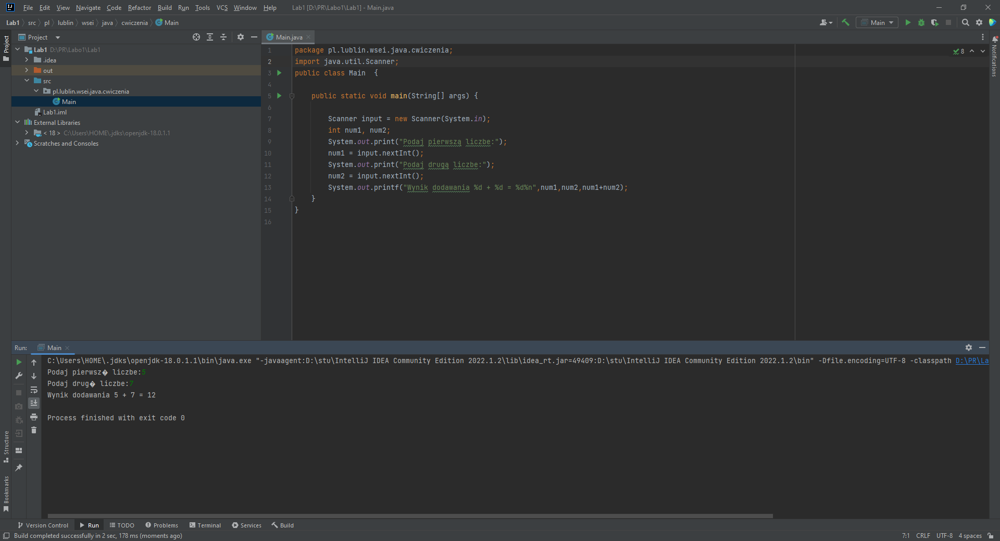 File Edit View Navigate Code Refactor Build Run Tools VCS Window Help Lab1 [D:\PR\Labo1\Lab1] - Main.java
Lab1 src pl lublin wsei java cwiczenia Main
Main
Project
Main.java
Project
Notifications
Lab1 D:\PR\Labo1\Lab1
.idea
out
src
pl.lublin.wsei.java.cwiczenia
Main
Lab1.iml
External Libraries
< 18 > C:\Users\HOME\.jdks\openjdk-18.0.1.1
Scratches and Consoles
8
1 package pl.lublin.wsei.java.cwiczenia;
2 import java.util.Scanner;
3 public class Main  {
4
5     public static void main(String[] args) {
6
7         Scanner input = new Scanner(System.in);
8         int num1, num2;
9         System.out.print("Podaj pierwszą liczbe:");
10         num1 = input.nextInt();
11         System.out.print("Podaj drugą liczbe:");
12         num2 = input.nextInt();
13         System.out.printf("Wynik dodawania %d + %d = %d%n",num1,num2,num1+num2);
14     }
15 }
16
Run: Main
C:\Users\HOME\.jdks\openjdk-18.0.1.1\bin\java.exe "-javaagent:D:\stu\IntelliJ IDEA Community Edition 2022.1.2\lib\idea_rt.jar=49409:D:\stu\IntelliJ IDEA Community Edition 2022.1.2\bin" -Dfile.encoding=UTF-8 -classpath D:\PR\La
Podaj pierwsz� liczbe:5
Podaj drug� liczbe:7
Wynik dodawania 5 + 7 = 12
Process finished with exit code 0
Structure
Bookmarks
Version Control Run TODO Problems Terminal Services Build
Build completed successfully in 2 sec, 178 ms (moments ago) 7:1 CRLF UTF-8 4 spaces